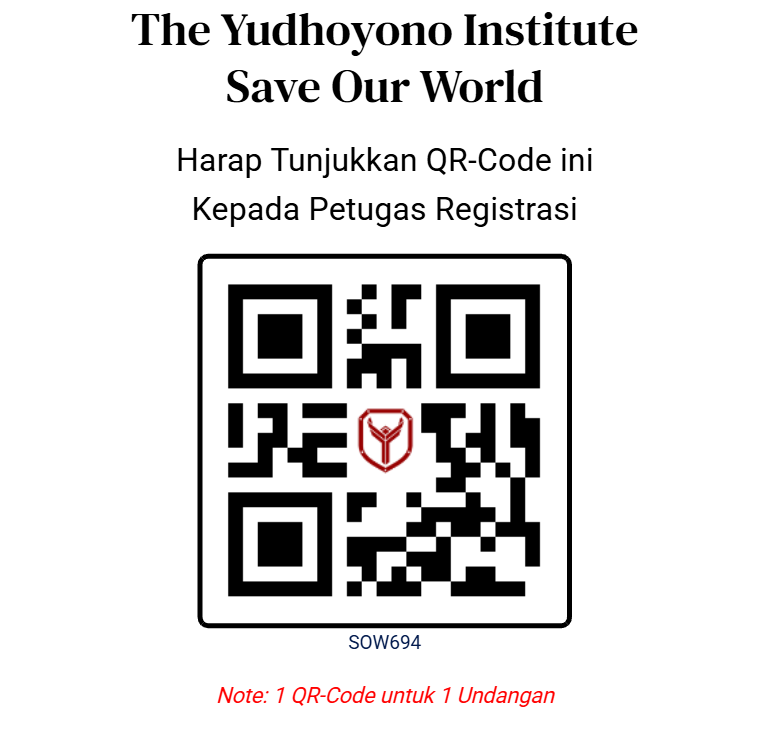 The Yudhoyono Institute
Save Our World
Harap Tunjukkan QR-Code ini
Kepada Petugas Registrasi
SOW694
Note: 1 QR-Code untuk 1 Undangan